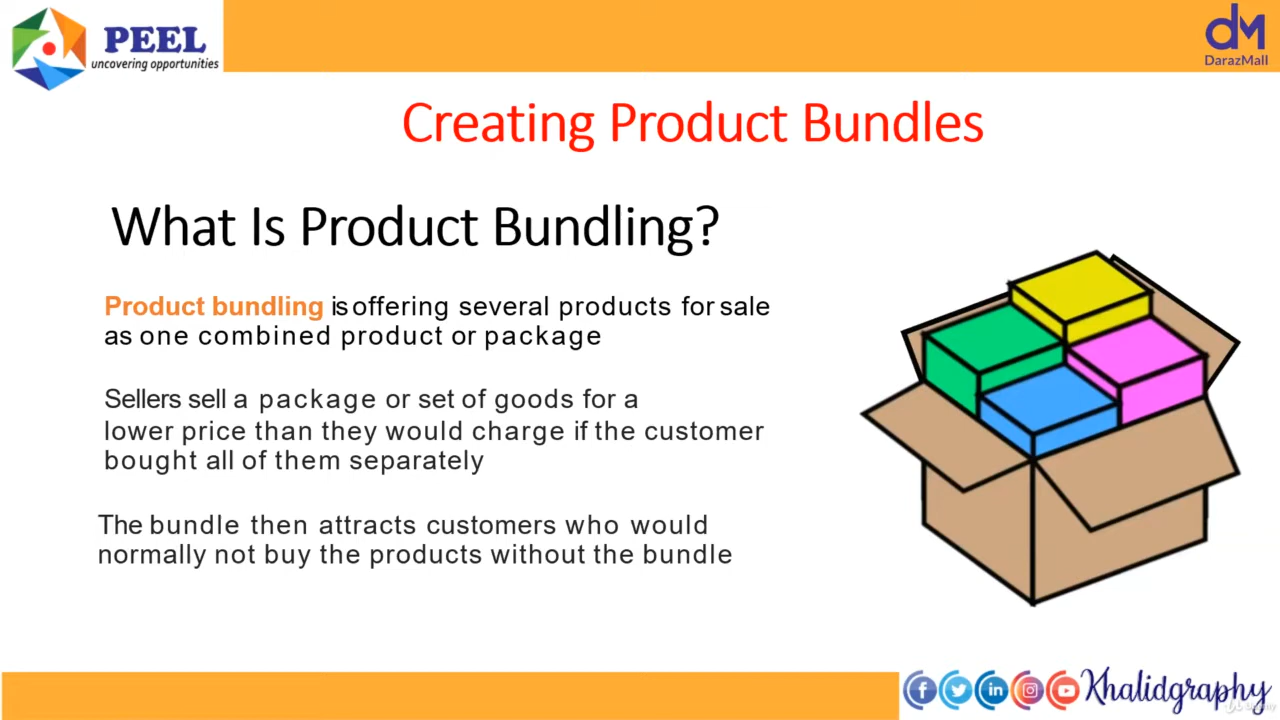 PEEL
uncovering opportunities
dM
DarazMall
Creating Product Bundles
What Is Product Bundling?
Product bundling is offering several products for sale
as one combined product or package
Sellers sell a package or set of goods for a
lower price than they would charge if the customer
bought all of them separately
The bundle then attracts customers who would
normally not buy the products without the bundle
Khalidgraphy
Udemy